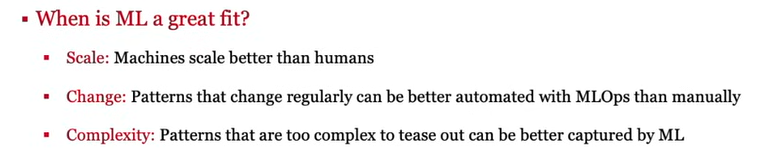 ▪ When is ML a great fit?
▪ Scale: Machines scale better than humans
▪ Change: Patterns that change regularly can be better automated with MLOps than manually
▪ Complexity: Patterns that are too complex to tease out can be better captured by ML